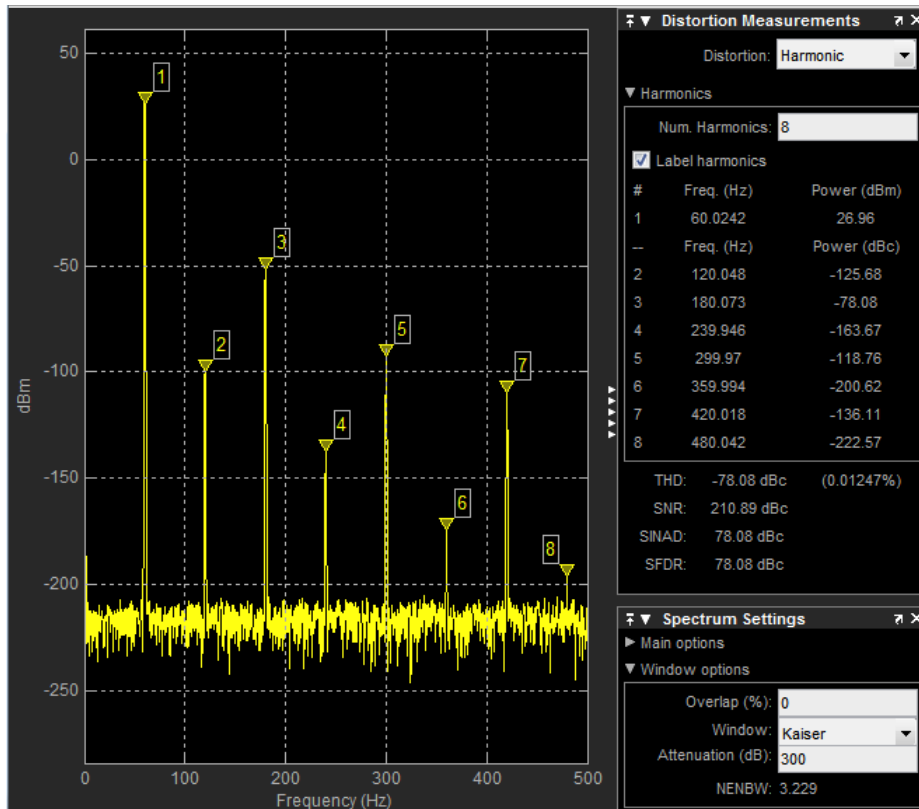 50
0
-50
-100
-150
-200
-250
dBm
0 100 200 300 400 500
Frequency (Hz)
1
2
3
4
5
6
7
8
Distortion Measurements
Distortion: Harmonic
Harmonics
Num. Harmonics: 8
Label harmonics
# Freq. (Hz) Power (dBm)
1 60.0242 26.96
-- Freq. (Hz) Power (dBc)
2 120.048 -125.68
3 180.073 -78.08
4 239.946 -163.67
5 299.97 -118.76
6 359.994 -200.62
7 420.018 -136.11
8 480.042 -222.57
THD: -78.08 dBc (0.01247%)
SNR: 210.89 dBc
SINAD: 78.08 dBc
SFDR: 78.08 dBc
Spectrum Settings
Main options
Window options
Overlap (%): 0
Window: Kaiser
Attenuation (dB): 300
NENBW: 3.229